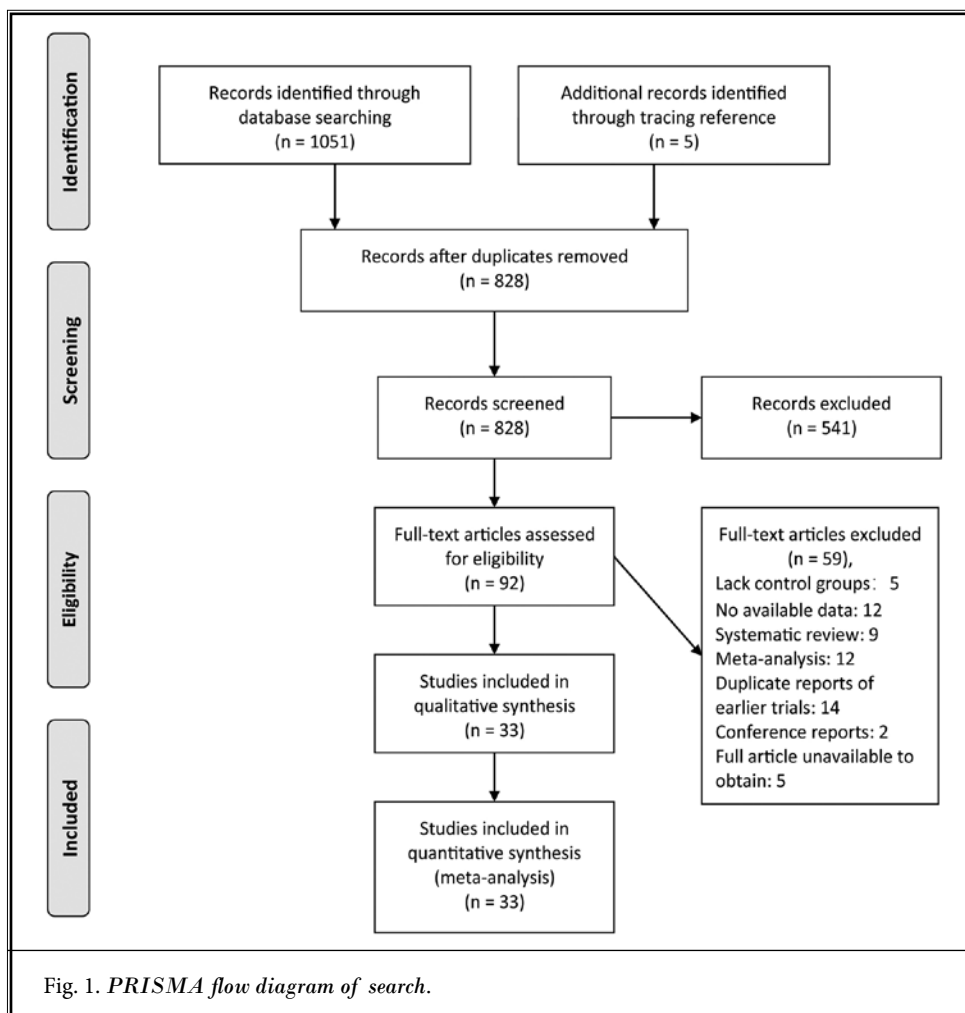 Identification
Records identified through
database searching
(n = 1051)
Additional records identified
through tracing reference
(n = 5)
Records after duplicates removed
(n = 828)
Screening
Records screened
(n = 828)
Records excluded
(n = 541)
Eligibility
Full-text articles assessed
for eligibility
(n = 92)
Full-text articles excluded
(n = 59),
Lack control groups： 5
No available data: 12
Systematic review: 9
Meta-analysis: 12
Duplicate reports of
earlier trials: 14
Conference reports: 2
Full article unavailable to
obtain: 5
Studies included in
qualitative synthesis
(n = 33)
Included
Studies included in
quantitative synthesis
(meta-analysis)
(n = 33)
Fig. 1. PRISMA flow diagram of search.